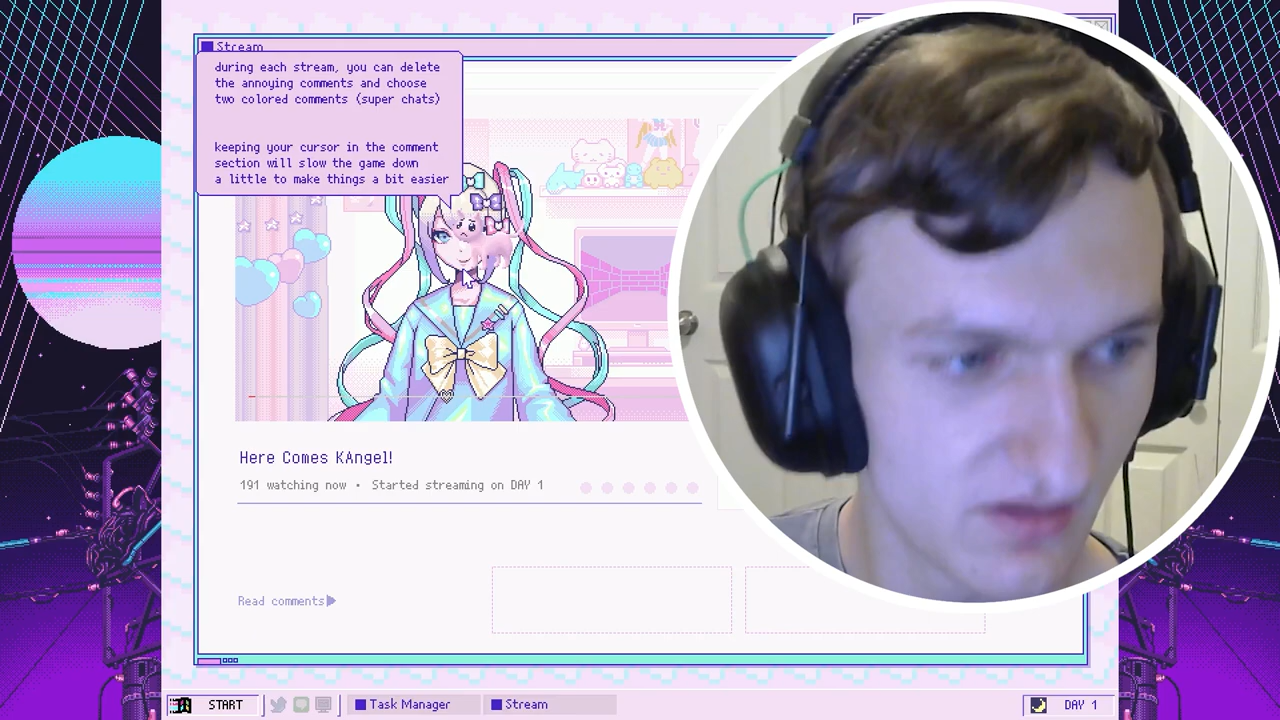 Stream
during each stream, you can delete
the annoying comments and choose
two colored comments (super chats)
keeping your cursor in the comment
section will slow the game down
a little to make things a bit easier
Here Comes KAngel!
191 watching now • Started streaming on DAY 1
Read comments
START
Task Manager
Stream
DAY 1